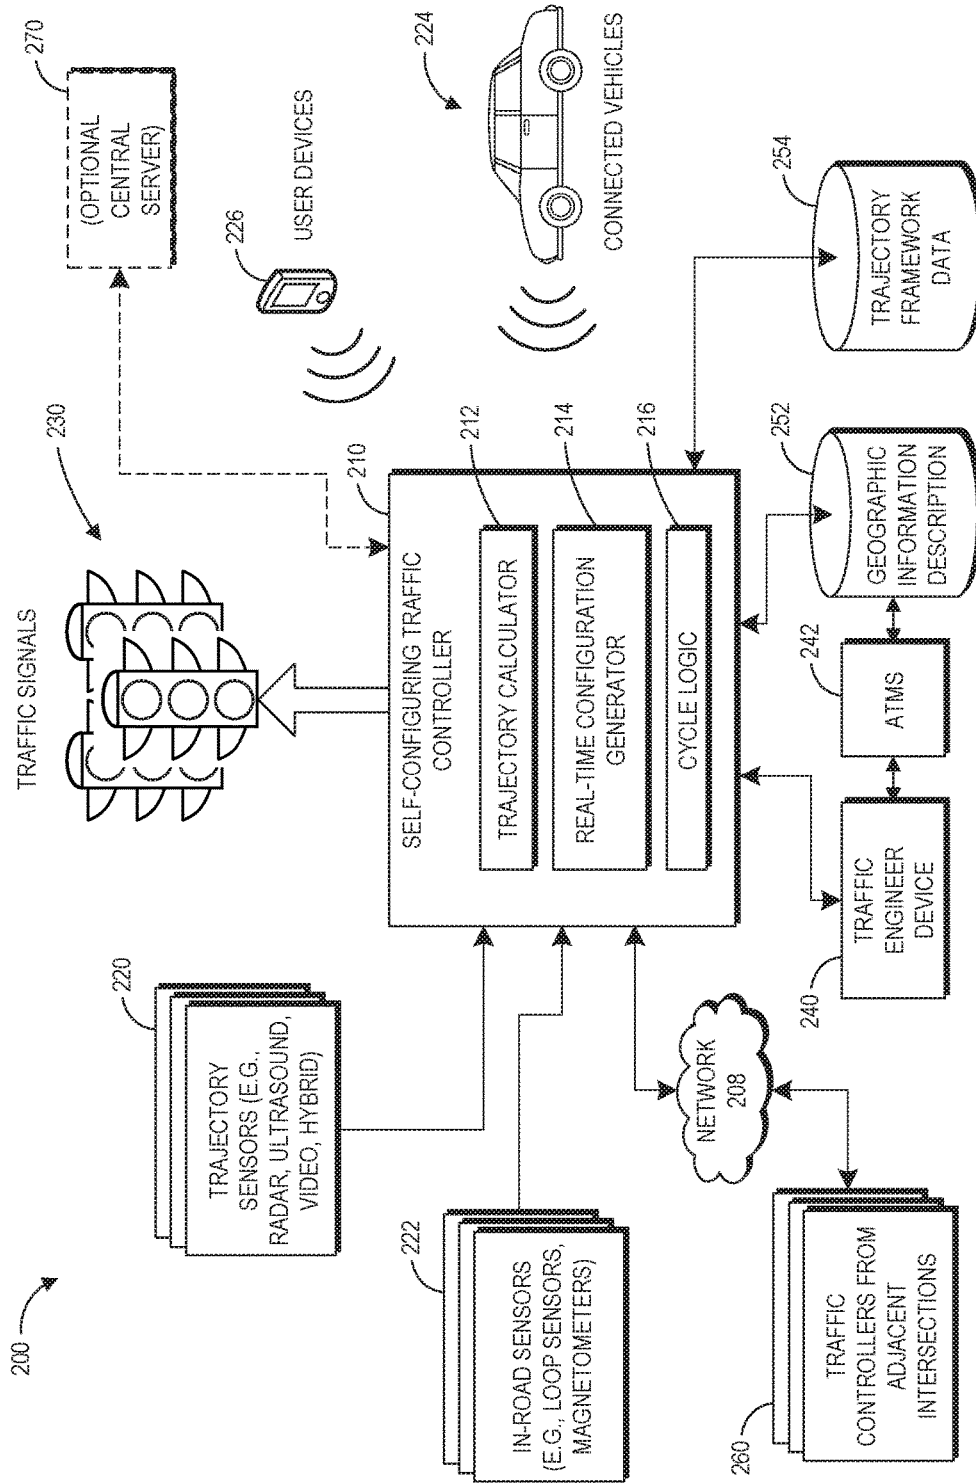 200
TRAFFIC SIGNALS
230
270
(OPTIONAL
CENTRAL
SERVER)
220
TRAJECTORY
SENSORS (E.G.,
RADAR, ULTRASOUND,
VIDEO, HYBRID)
226
USER DEVICES
224
CONNECTED VEHICLES
222
IN-ROAD SENSORS
(E.G., LOOP SENSORS,
MAGNETOMETERS)
210
SELF-CONFIGURING TRAFFIC
CONTROLLER
212
TRAJECTORY CALCULATOR
214
REAL-TIME CONFIGURATION
GENERATOR
216
CYCLE LOGIC
NETWORK
208
260
TRAFFIC
CONTROLLERS FROM
ADJACENT
INTERSECTIONS
240
TRAFFIC
ENGINEER
DEVICE
242
ATMS
252
GEOGRAPHIC
INFORMATION
DESCRIPTION
254
TRAJECTORY
FRAMEWORK
DATA